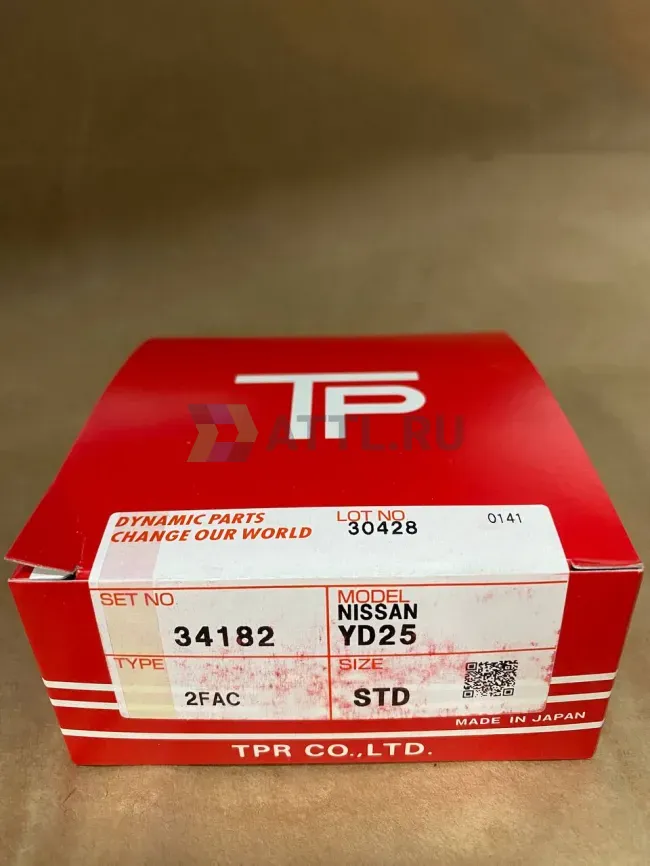 TP
ATTL.RU
DYNAMIC PARTS
CHANGE OUR WORLD
LOT NO
30428
0141
SET NO
34182
MODEL
NISSAN
YD25
TYPE
2FAC
SIZE
STD
MADE IN JAPAN
TPR CO.,LTD.